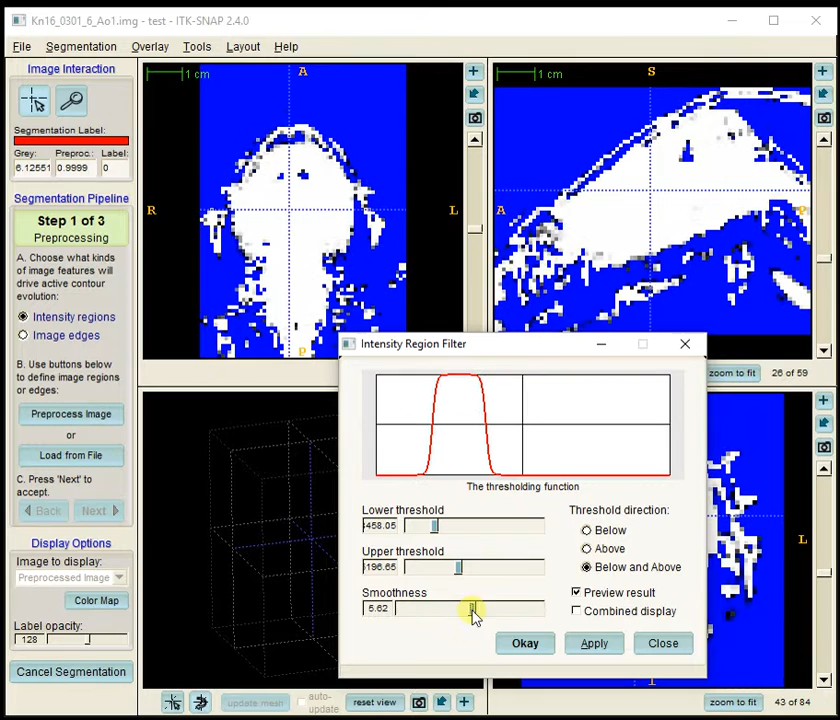 Kn16_0301_6_Ao1.img - test - ITK-SNAP 2.4.0
File Segmentation Overlay Tools Layout Help
Image Interaction
Segmentation Label:
Grey: Preproc.: Label:
6.12551 0.9999 0
Segmentation Pipeline
Step 1 of 3
Preprocessing
A. Choose what kinds
of image features will
drive active contour
evolution:
Intensity regions
Image edges
B. Use buttons below
to define image regions
or edges:
Preprocess Image
or
Load from File
C. Press 'Next' to
accept.
Back Next
Display Options
Image to display:
Preprocessed Image
Color Map
Label opacity:
128
Cancel Segmentation
1 cm
A
R
L
P
1 cm
S
A
P
zoom to fit 26 of 59
L
I
zoom to fit 43 of 84
update mesh
auto-
update
reset view
Intensity Region Filter
The thresholding function
Lower threshold
458.05
Upper threshold
196.65
Smoothness
5.62
Threshold direction:
Below
Above
Below and Above
Preview result
Combined display
Okay Apply Close